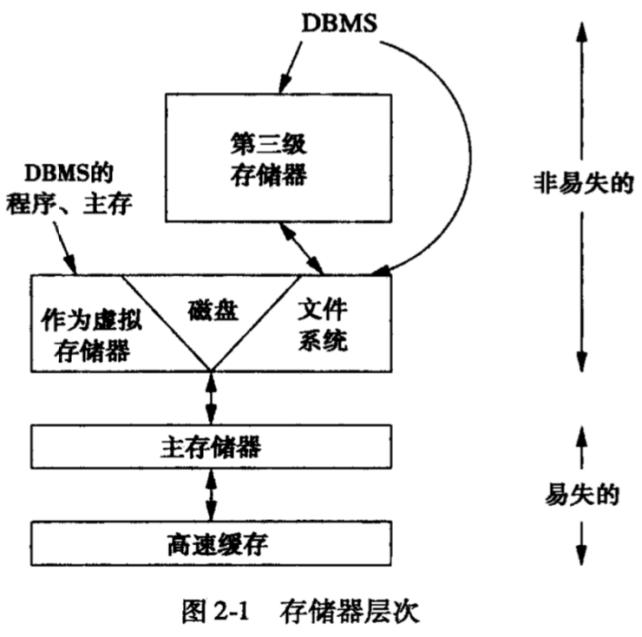 DBMS
第三级
存储器
DBMS的
程序、主存
非易失的
作为虚拟
存储器
磁盘
文件
系统
主存储器
易失的
高速缓存
图 2-1 存储器层次